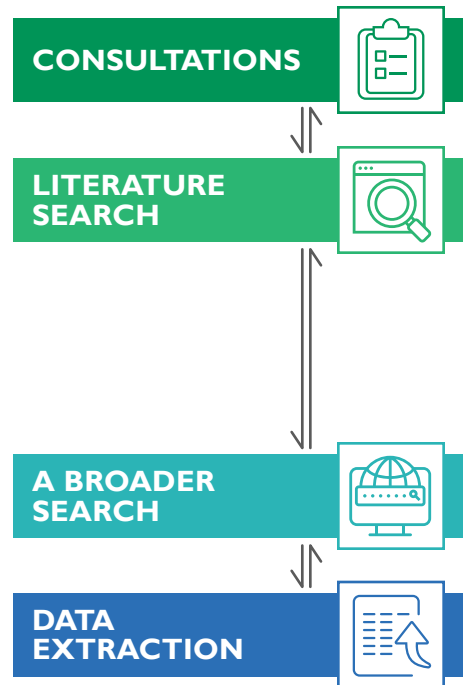 CONSULTATIONS
LITERATURE
SEARCH
A BROADER
SEARCH
DATA
EXTRACTION